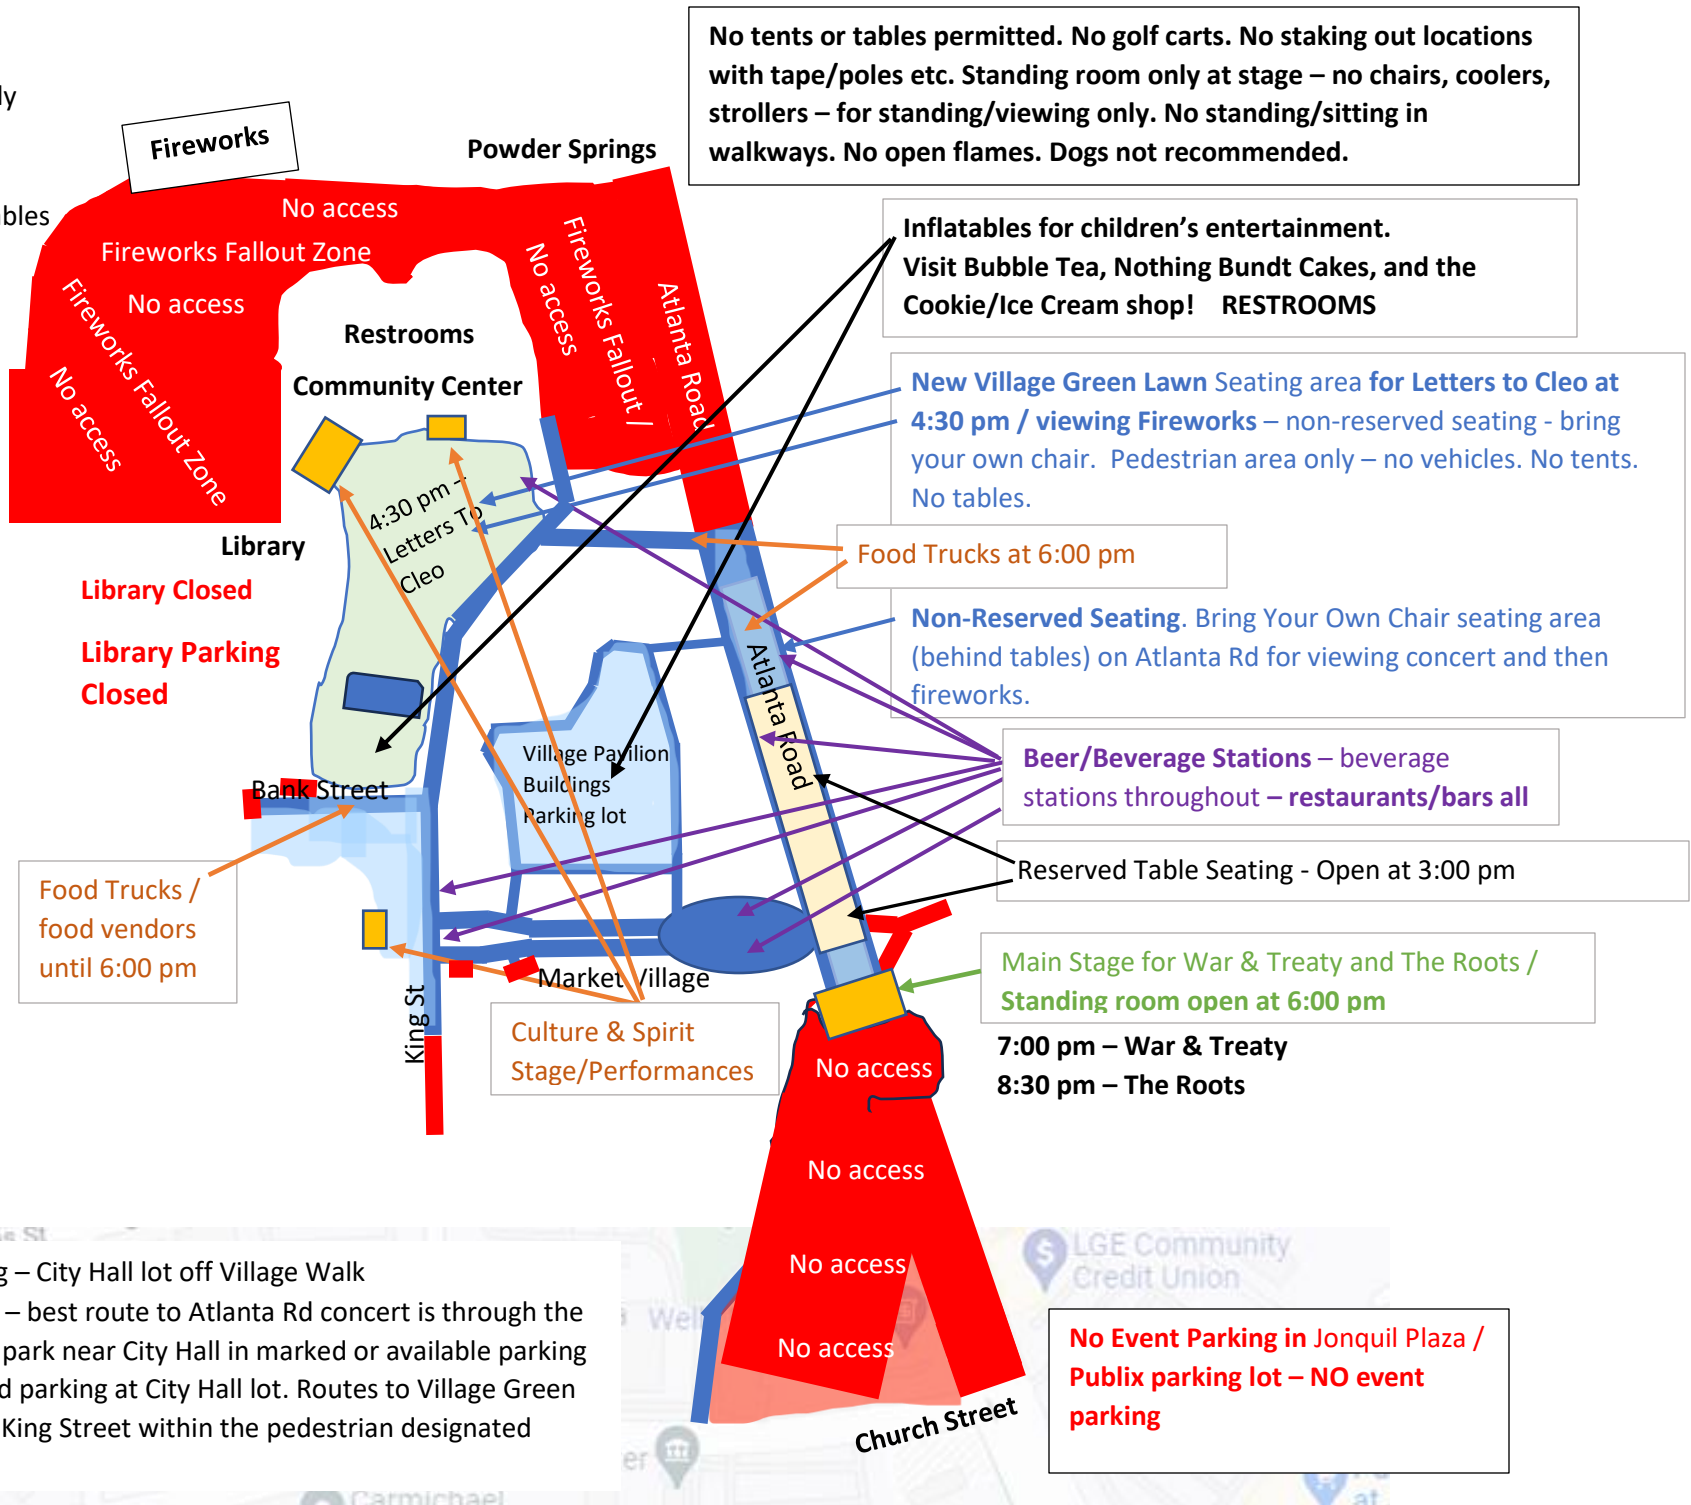 No tents or tables permitted. No golf carts. No staking out locations
with tape/poles etc. Standing room only at stage – no chairs, coolers,
strollers – for standing/viewing only. No standing/sitting in
walkways. No open flames. Dogs not recommended.
Fireworks
Powder Springs
No access
Fireworks Fallout Zone
No access
Fireworks Fallout Zone
No access
No access
Fireworks Fallout /
Atlanta Road
Inflatables for children's entertainment.
Visit Bubble Tea, Nothing Bundt Cakes, and the
Cookie/Ice Cream shop! RESTROOMS
Restrooms
Community Center
New Village Green Lawn Seating area for Letters to Cleo at
4:30 pm / viewing Fireworks – non-reserved seating - bring
your own chair. Pedestrian area only – no vehicles. No tents.
No tables.
4:30 pm –
Letters To
Cleo
Library
Library Closed
Library Parking
Closed
Food Trucks at 6:00 pm
Non-Reserved Seating. Bring Your Own Chair seating area
(behind tables) on Atlanta Rd for viewing concert and then
fireworks.
Atlanta Road
Village Pavilion
Buildings
Parking lot
Bank Street
Beer/Beverage Stations – beverage
stations throughout – restaurants/bars all
Reserved Table Seating - Open at 3:00 pm
Food Trucks /
food vendors
until 6:00 pm
Market Village
King St
Main Stage for War & Treaty and The Roots /
Standing room open at 6:00 pm
7:00 pm – War & Treaty
8:30 pm – The Roots
Culture & Spirit
Stage/Performances
No access
No access
No access
No access
Church Street
– City Hall lot off Village Walk
– best route to Atlanta Rd concert is through the
park near City Hall in marked or available parking
parking at City Hall lot. Routes to Village Green
King Street within the pedestrian designated
LGE Community
Credit Union
No Event Parking in Jonquil Plaza /
Publix parking lot – NO event
parking
Carmichael
at